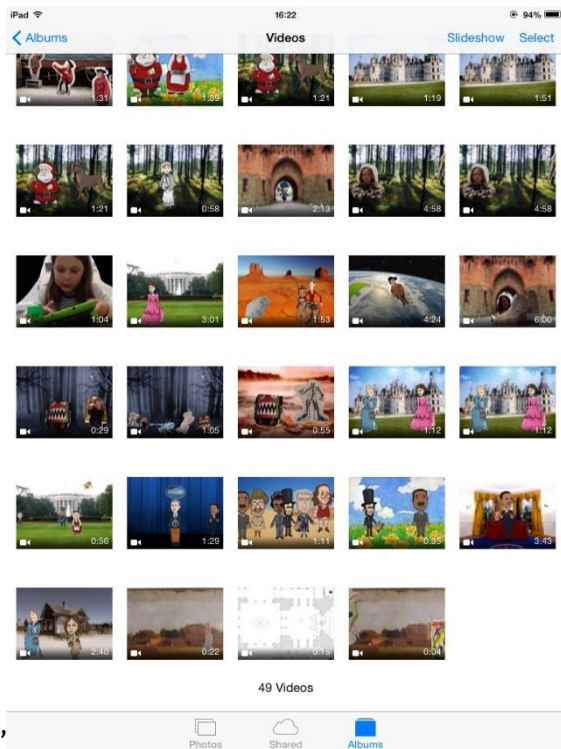 iPad 16:22 94%
Albums Videos Slideshow Select
1:31 1:39 1:21 1:19 1:51
1:21 0:58 2:13 4:58 4:58
1:04 3:01 1:53 4:24 6:00
0:29 1:05 0:55 1:12 1:12
0:56 1:29 1:11 0:35 3:43
2:40 0:22 0:15 0:04
49 Videos
,
Photos Shared Albums